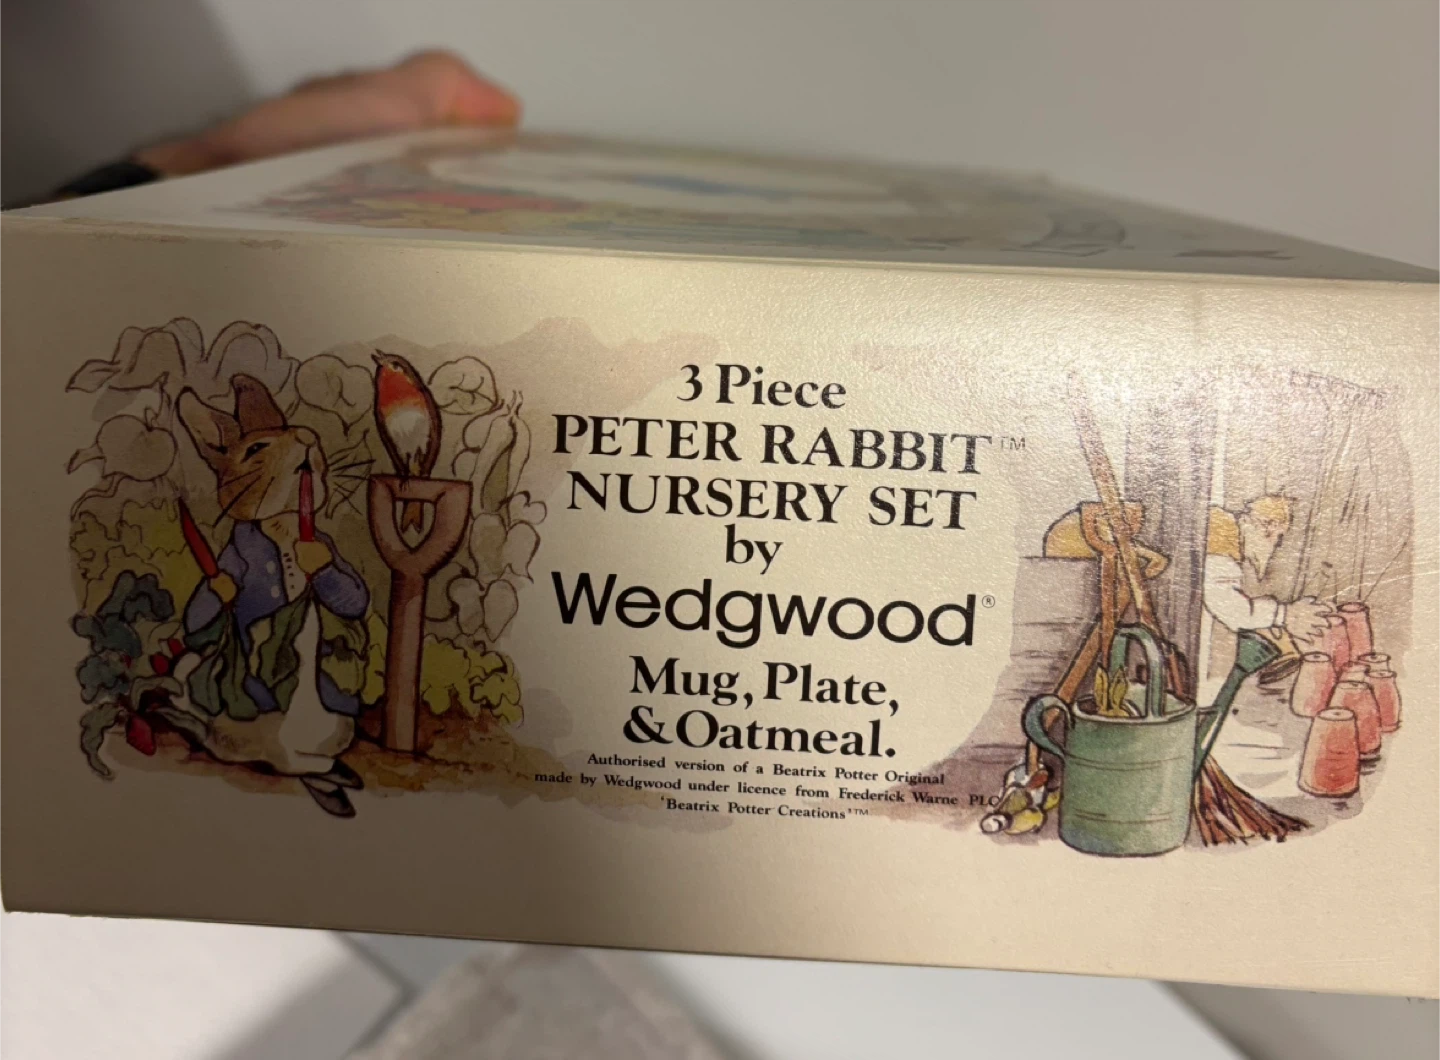 3 Piece
PETER RABBIT™
NURSERY SET
by
Wedgwood®
Mug, Plate,
& Oatmeal.
Authorised version of a Beatrix Potter Original
made by Wedgwood under licence from Frederick Warne PLC
'Beatrix Potter Creations'™